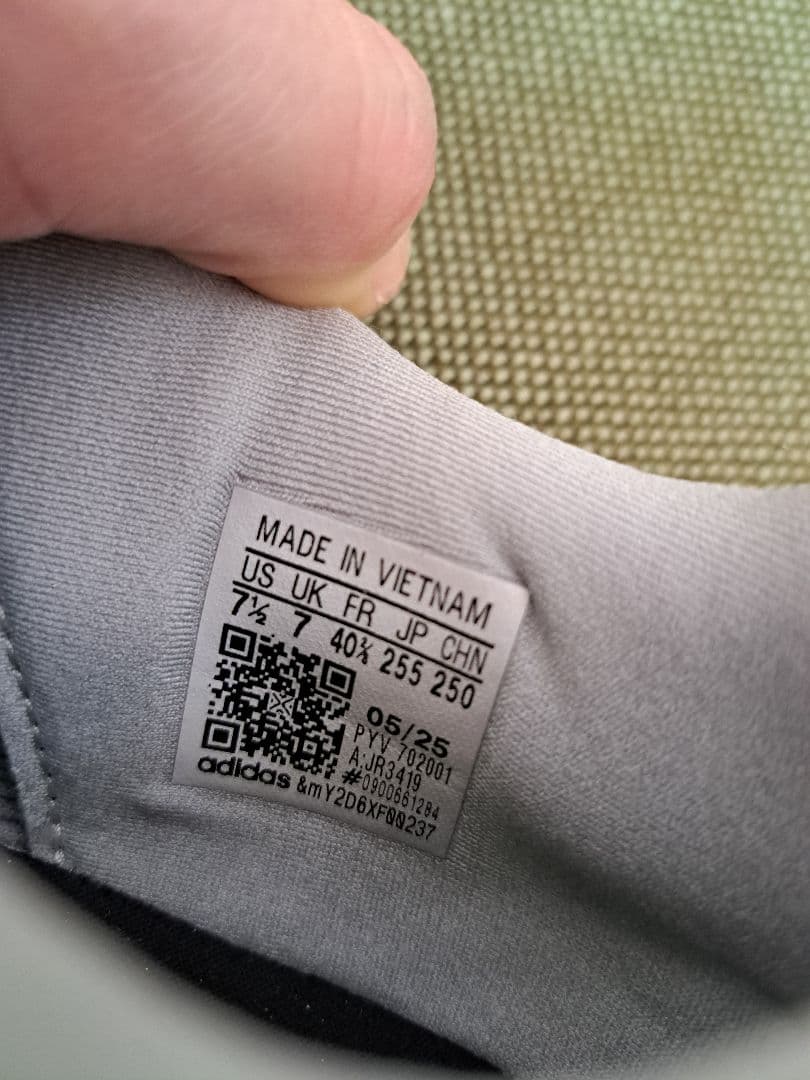 MADE IN VIETNAM
US UK FR JP CHN
7½ 7 40⅔ 255 250
05/25
PYV 702001
A:JR3419
#0900661284
adidas &mY2D6XF00237